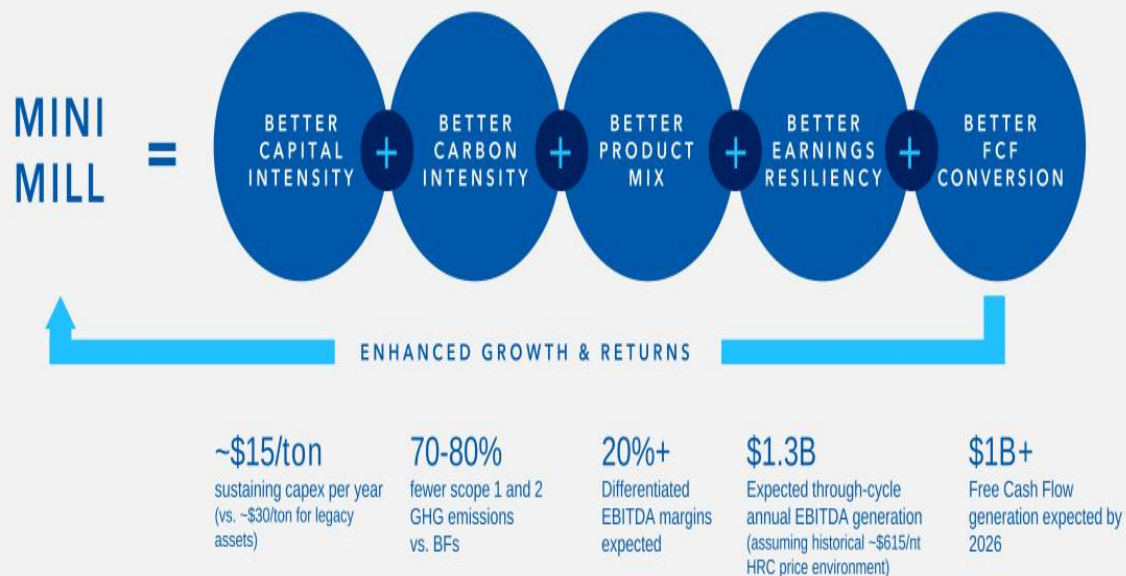 MINI
MILL
=
BETTER
CAPITAL
INTENSITY
+
BETTER
CARBON
INTENSITY
+
BETTER
PRODUCT
MIX
+
BETTER
EARNINGS
RESILIENCY
+
BETTER
FCF
CONVERSION
ENHANCED GROWTH & RETURNS
~$15/ton
sustaining capex per year
(vs. ~$30/ton for legacy
assets)
70-80%
fewer scope 1 and 2
GHG emissions
vs. BFs
20%+
Differentiated
EBITDA margins
expected
$1.3B
Expected through-cycle
annual EBITDA generation
(assuming historical ~$615/nt
HRC price environment)
$1B+
Free Cash Flow
generation expected by
2026